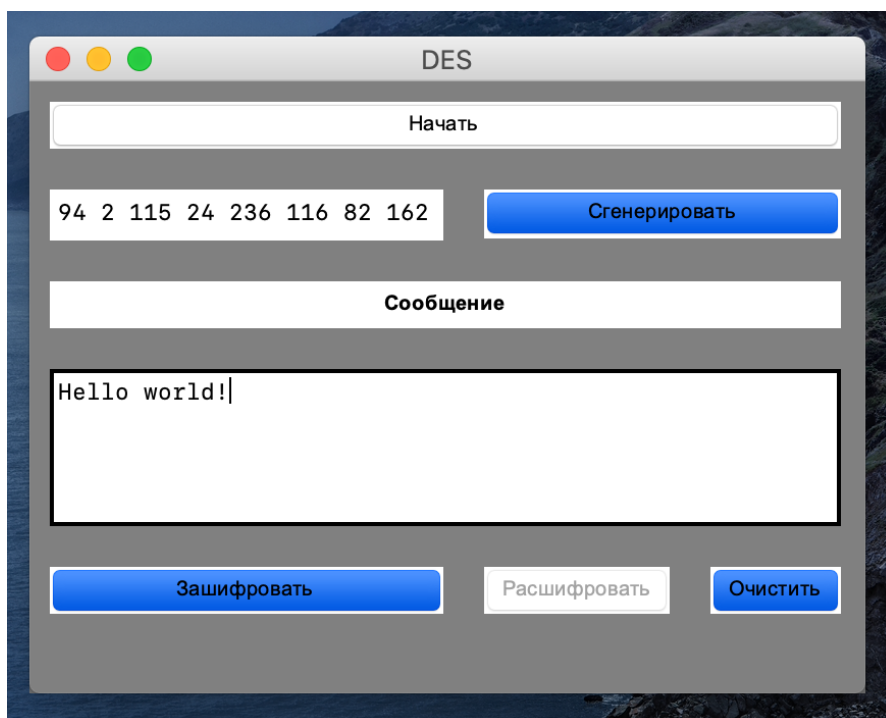 DES
Начать
94 2 115 24 236 116 82 162
Сгенерировать
Сообщение
Hello world!
Зашифровать
Расшифровать
Очистить